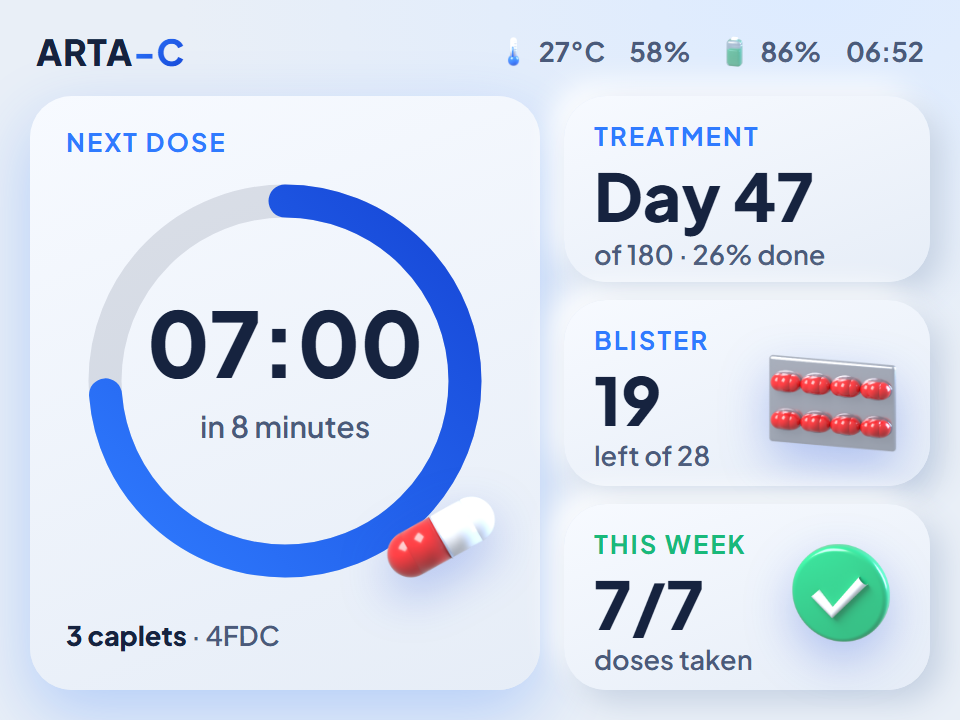 ARTA-C
27°C 58% 86% 06:52
NEXT DOSE
07:00
in 8 minutes
3 caplets · 4FDC
TREATMENT
Day 47
of 180 · 26% done
BLISTER
19
left of 28
THIS WEEK
7/7
doses taken